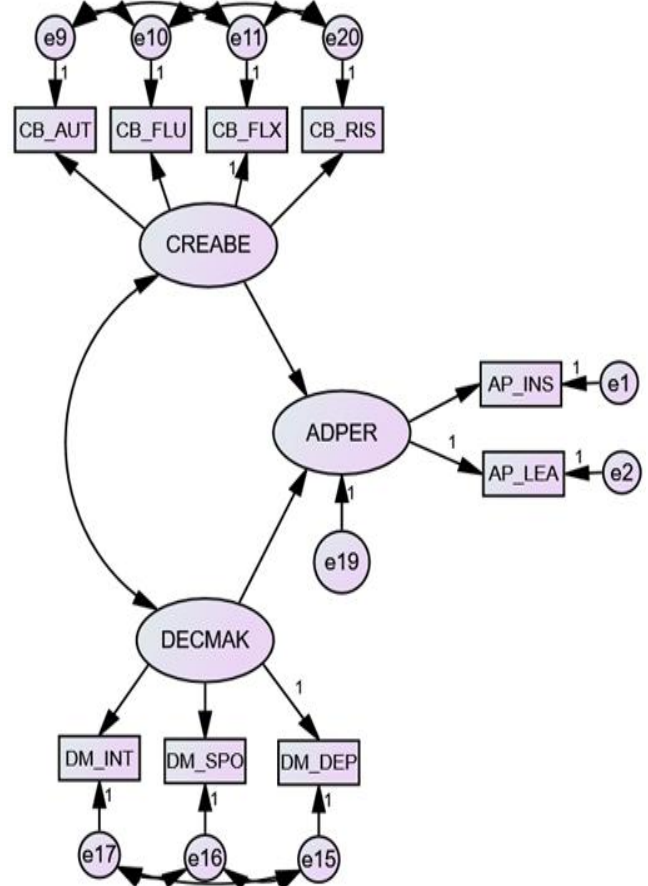 e9 e10 e11 e20
1 1 1 1
CB_AUT CB_FLU CB_FLX CB_RIS
1
CREABE
AP_INS 1 e1
ADPER
1 AP_LEA 1 e2
1
e19
DECMAK
1
DM_INT DM_SPO DM_DEP
1 1 1
e17 e16 e15